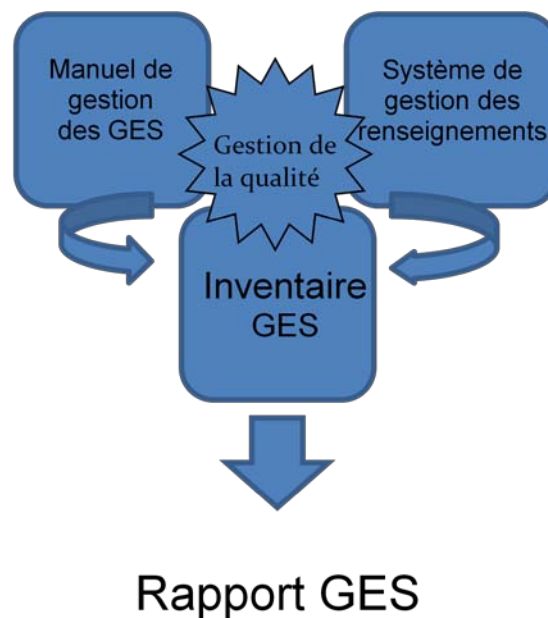 Manuel de
gestion
des GES
Système de
gestion des
renseignements
Gestion de
la qualité
Inventaire
GES
Rapport GES